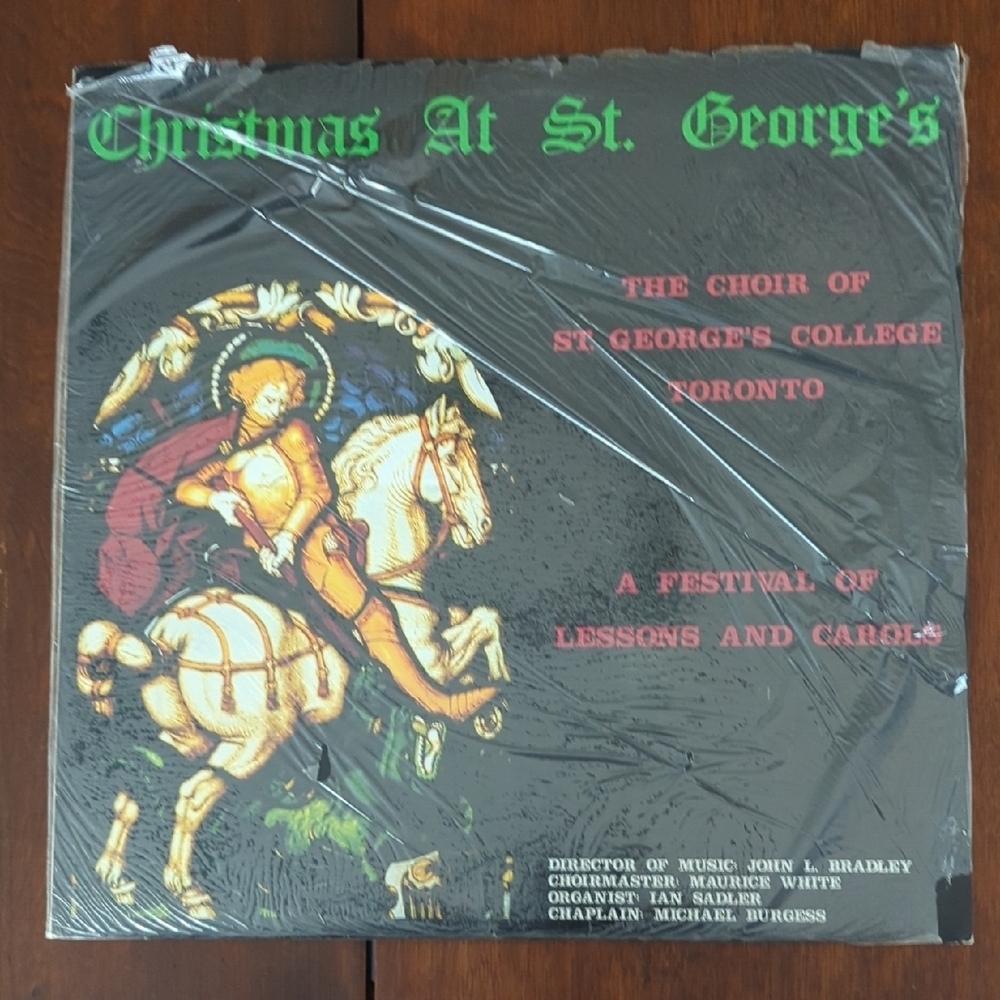 Christmas At St. George's
THE CHOIR OF
ST. GEORGE'S COLLEGE
TORONTO
A FESTIVAL OF
LESSONS AND CAROLS
DIRECTOR OF MUSIC: JOHN L. BRADLEY
CHOIRMASTER: MAURICE WHITE
ORGANIST: IAN SADLER
CHAPLAIN: MICHAEL BURGESS